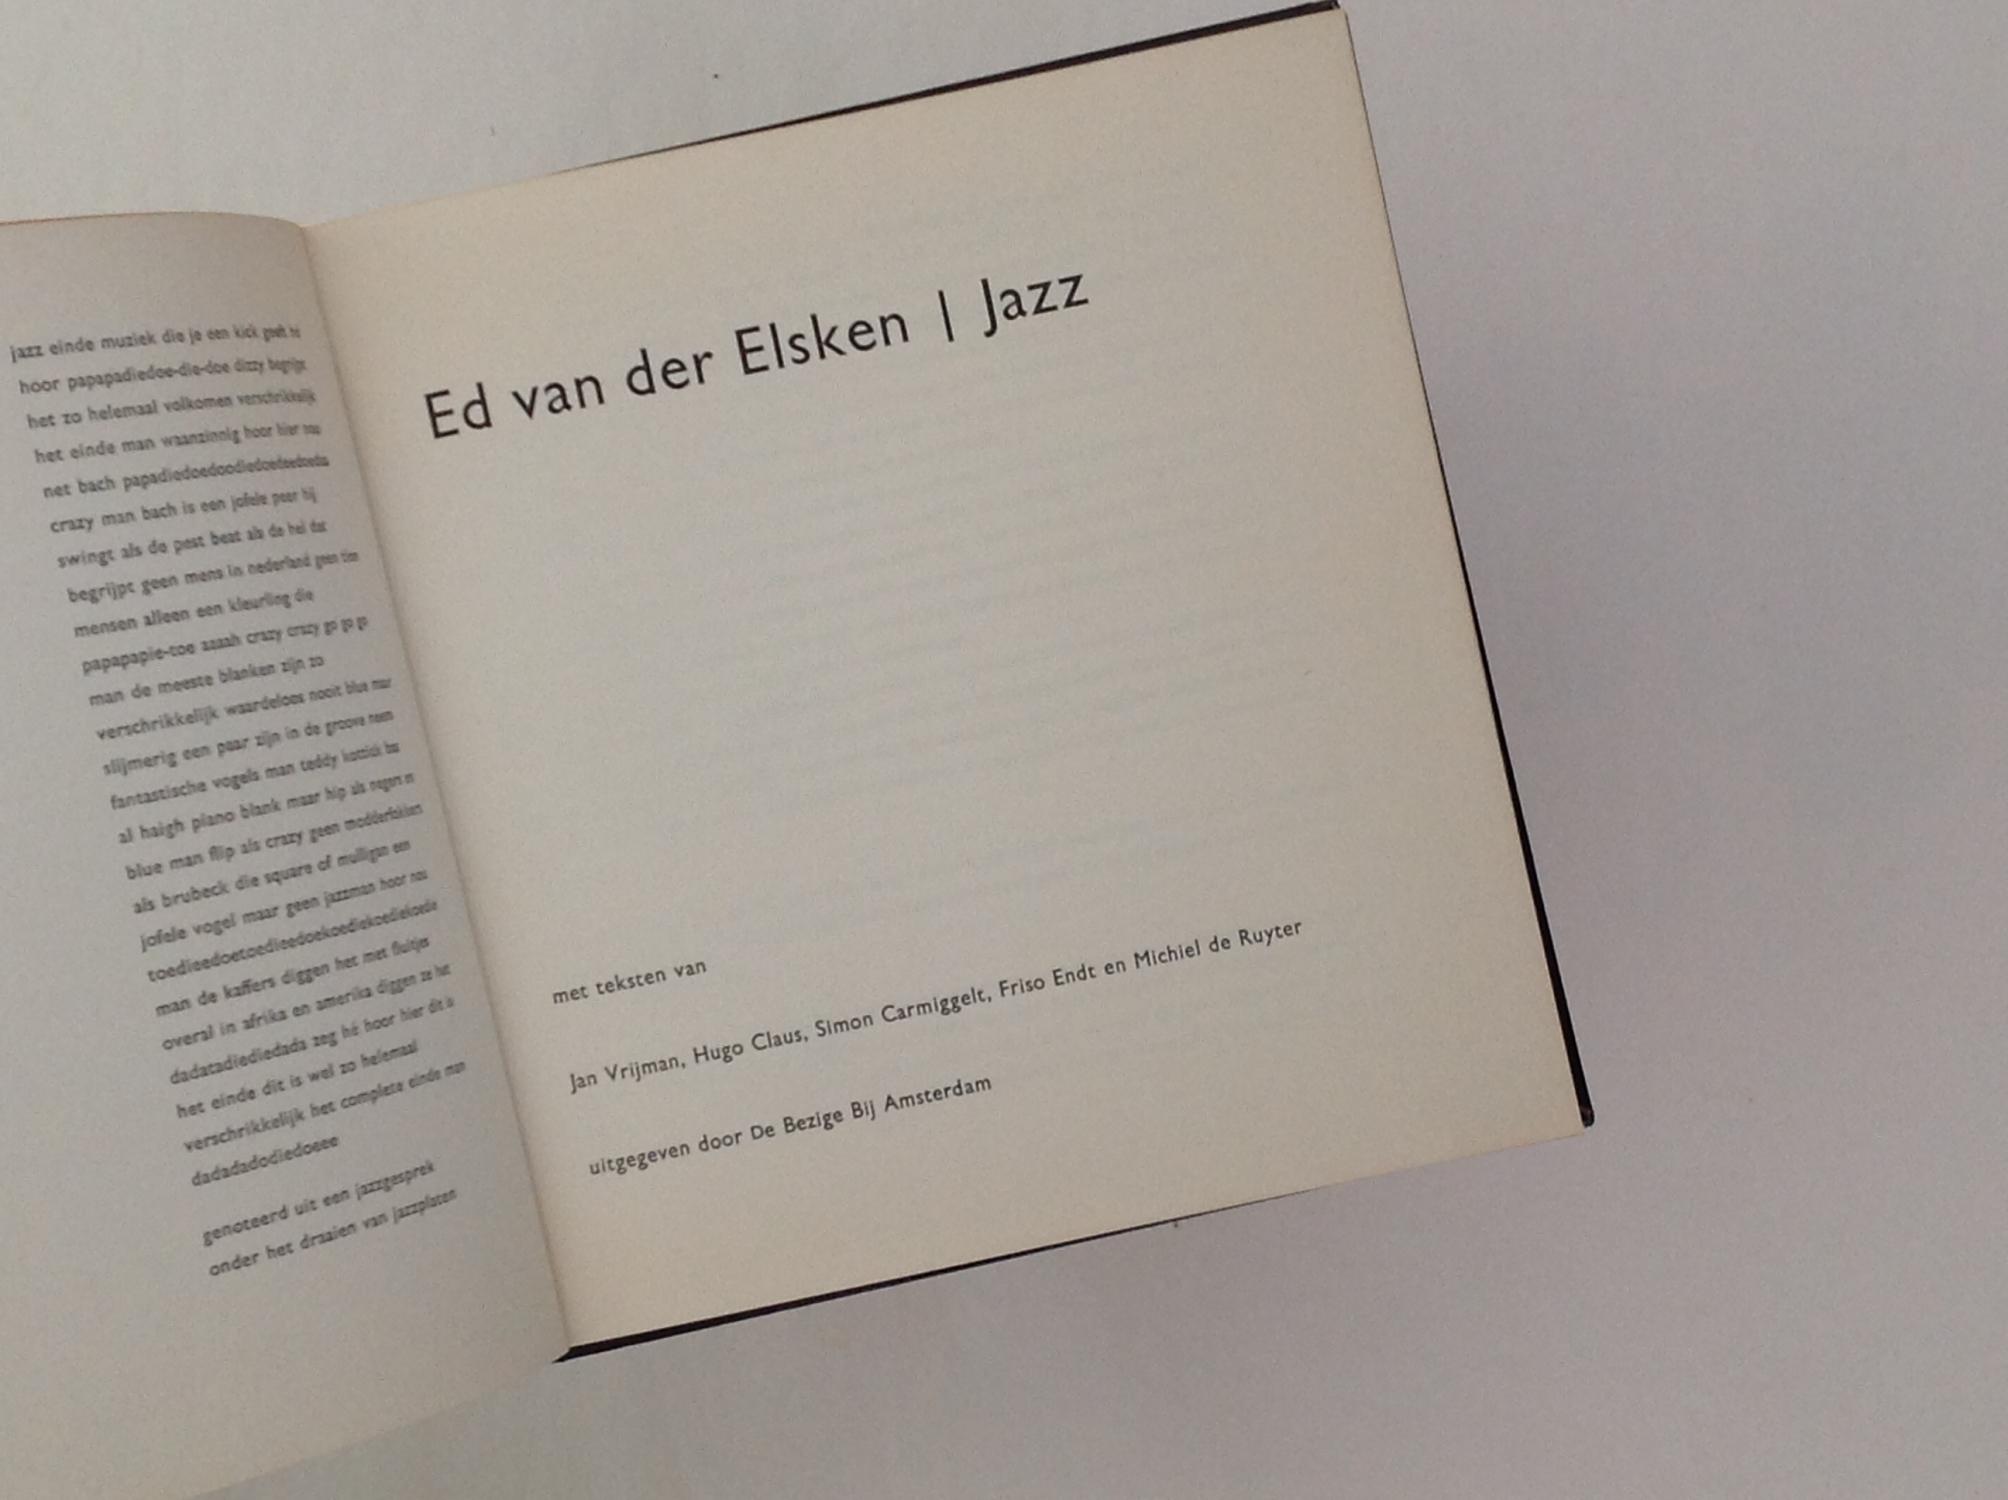 jazz einde muziek die je een kick geeft hè
hoor papapadiedoe-die-doe dizzy begrijpt
het zo helemaal volkomen verschrikkelijk
het einde man waanzinnig hoor hier nou
net bach
crazy man bach is een jofele peer hij
swingt als de pest beat als de hel dat
begrijpt geen mens in nederland geen tien
mensen alleen een kleurling die
papapapie-toe aaaah crazy crazy go go go
man de meeste blanken zijn zo
verschrikkelijk waardeloos nooit blue maar
slijmerig een paar zijn in de groove neem
fantastische vogels man teddy kottick bas
al haigh piano blank maar hip als negers en
blue man flip als crazy geen modderfokkers
als brubeck die square of mulligan een
jofele vogel maar geen jazzman hoor nou
toedieedoetoedieedoekoediekoediekoede
man de kaffers diggen het met fluitjes
overal in afrika en amerika diggen ze het
dadatadiediedada zeg hé hoor hier dit is
het einde dit is wel zo helemaal
verschrikkelijk het complete einde man
dadadadodiedoeee
genoteerd uit een jazzgesprek
onder het draaien van jazzplaten
Ed van der Elsken | Jazz
met teksten van
Jan Vrijman, Hugo Claus, Simon Carmiggelt, Friso Endt en Michiel de Ruyter
uitgegeven door De Bezige Bij Amsterdam